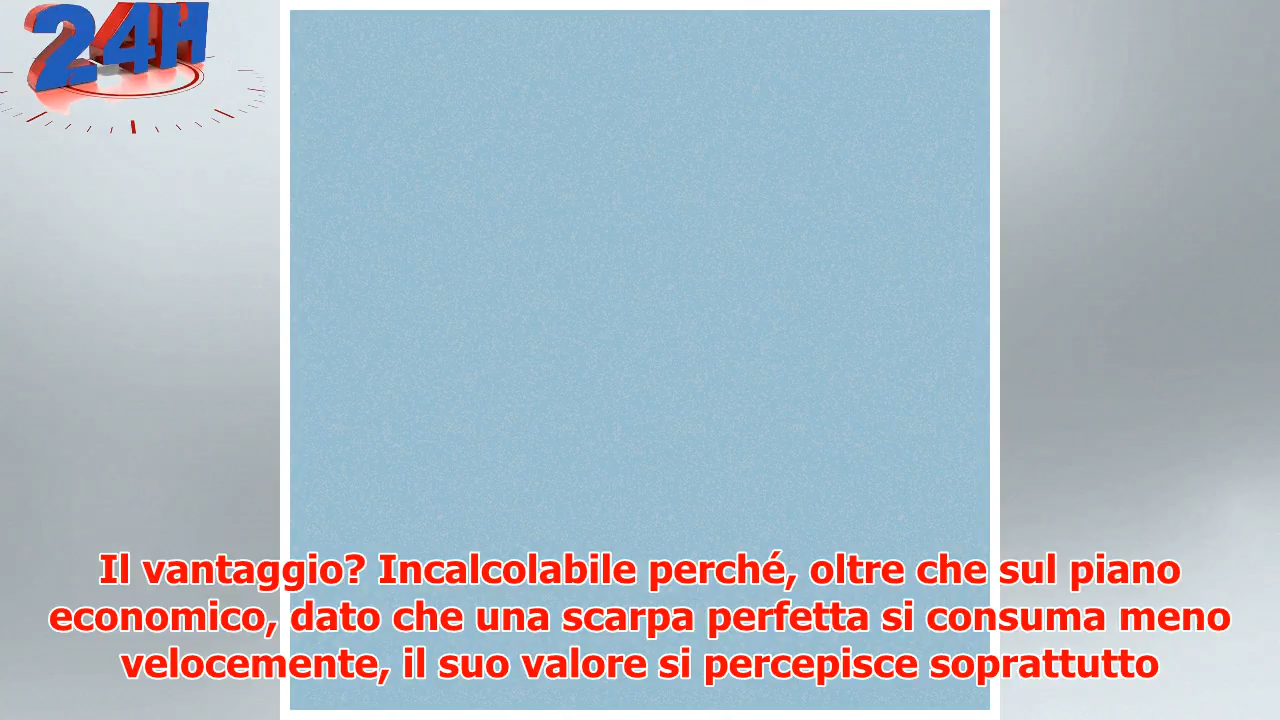 24H
Il vantaggio? Incalcolabile perché, oltre che sul piano
economico, dato che una scarpa perfetta si consuma meno
velocemente, il suo valore si percepisce soprattutto